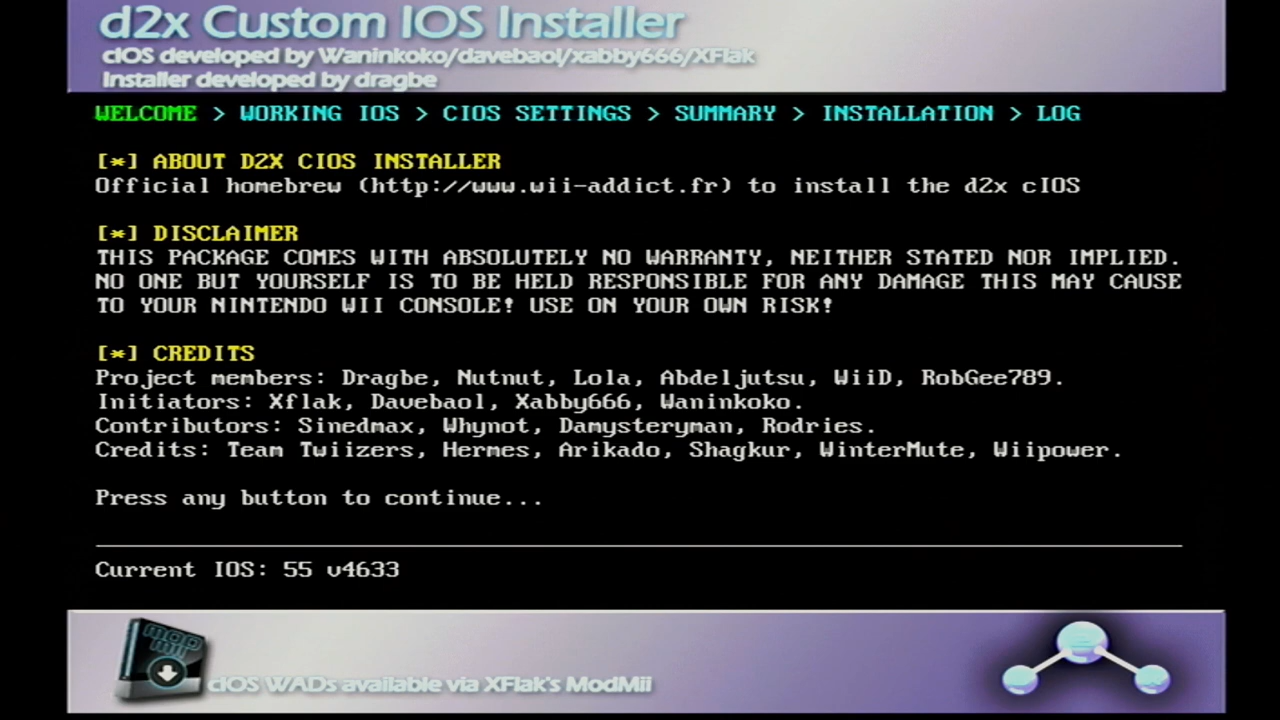 d2x Custom IOS Installer
cIOS developed by Waninkoko/davebaol/xabby666/XFlak
Installer developed by dragbe
WELCOME > WORKING IOS > CIOS SETTINGS > SUMMARY > INSTALLATION > LOG
[*] ABOUT D2X CIOS INSTALLER
Official homebrew (http://www.wii-addict.fr) to install the d2x cIOS
[*] DISCLAIMER
THIS PACKAGE COMES WITH ABSOLUTELY NO WARRANTY, NEITHER STATED NOR IMPLIED.
NO ONE BUT YOURSELF IS TO BE HELD RESPONSIBLE FOR ANY DAMAGE THIS MAY CAUSE
TO YOUR NINTENDO WII CONSOLE! USE ON YOUR OWN RISK!
[*] CREDITS
Project members: Dragbe, Nutnut, Lola, Abdeljutsu, WiiD, RobGee789.
Initiators: Xflak, Davebaol, Xabby666, Waninkoko.
Contributors: Sinedmax, Whynot, Damysteryman, Rodries.
Credits: Team Twiizers, Hermes, Arikado, Shagkur, WinterMute, Wiipower.
Press any button to continue...
Current IOS: 55 v4633
mod mii
cIOS WADs available via XFlak's ModMii